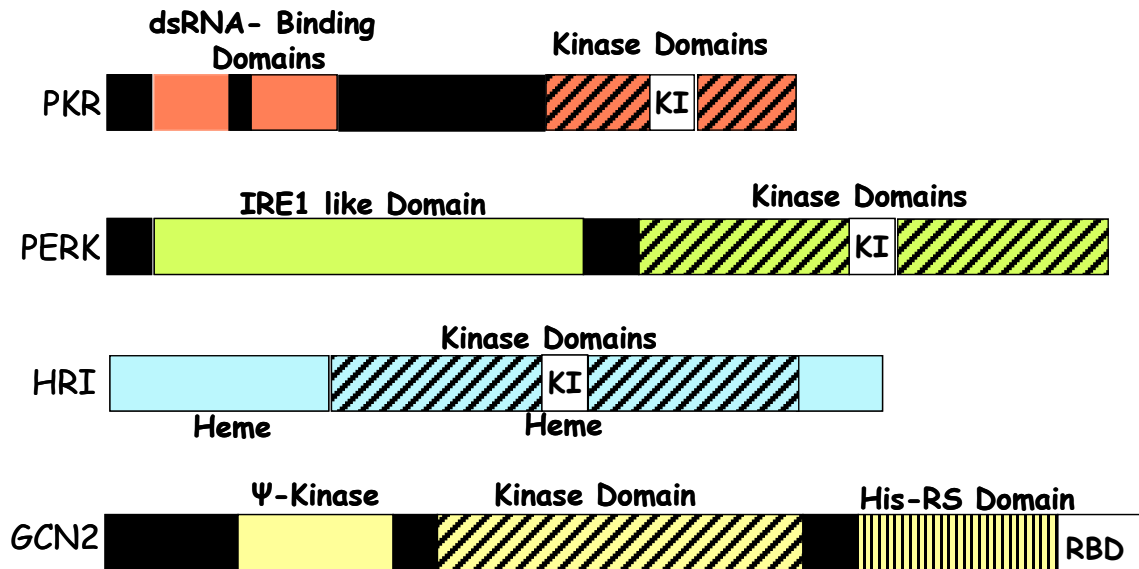 dsRNA- Binding
Domains
Kinase Domains
PKR
KI
IRE1 like Domain
Kinase Domains
PERK
KI
Kinase Domains
HRI
KI
Heme
Heme
Ψ-Kinase
Kinase Domain
His-RS Domain
GCN2
RBD